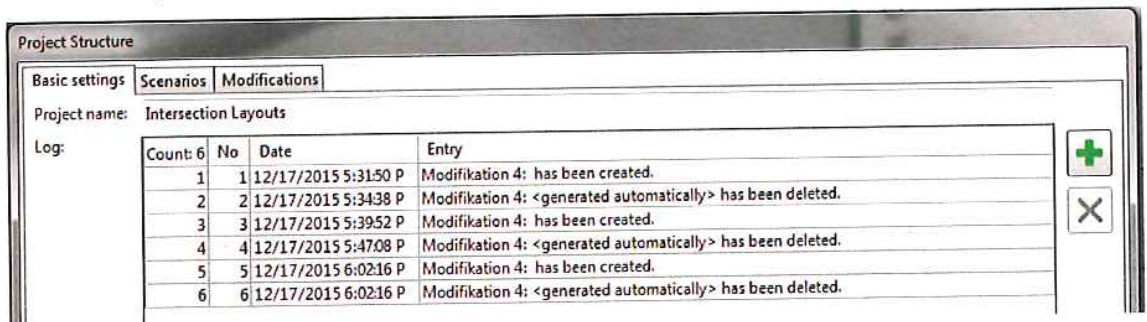 Project Structure
Basic settings Scenarios Modifications
Project name: Intersection Layouts
Log:
Count: 6 No Date Entry
1 1 12/17/2015 5:31:50 P Modifikation 4: has been created.
2 2 12/17/2015 5:34:38 P Modifikation 4: <generated automatically> has been deleted.
3 3 12/17/2015 5:39:52 P Modifikation 4: has been created.
4 4 12/17/2015 5:47:08 P Modifikation 4: <generated automatically> has been deleted.
5 5 12/17/2015 6:02:16 P Modifikation 4: has been created.
6 6 12/17/2015 6:02:16 P Modifikation 4: <generated automatically> has been deleted.